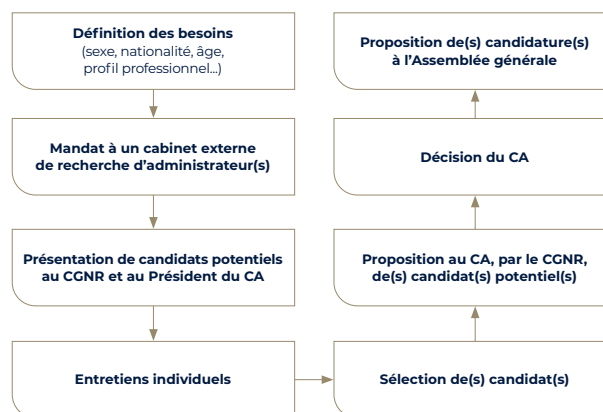 Définition des besoins
(sexe, nationalité, âge,
profil professionnel...)
Mandat à un cabinet externe
de recherche d'administrateur(s)
Présentation de candidats potentiels
au CGNR et au Président du CA
Entretiens individuels
Sélection de(s) candidat(s)
Proposition au CA, par le CGNR,
de(s) candidat(s) potentiel(s)
Décision du CA
Proposition de(s) candidature(s)
à l'Assemblée générale